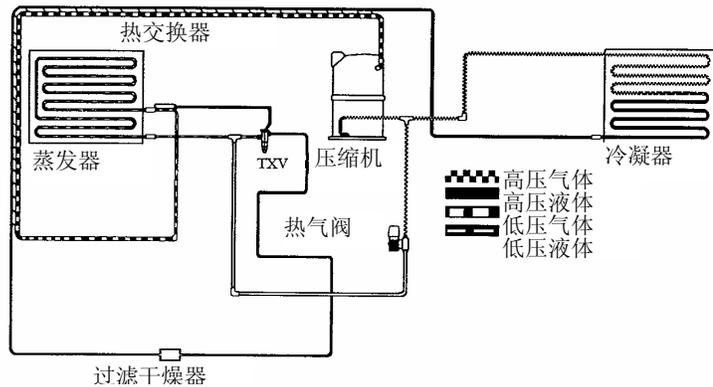 热交换器
蒸发器
TXV
压缩机
冷凝器
高压气体
高压液体
低压气体
低压液体
热气阀
过滤干燥器